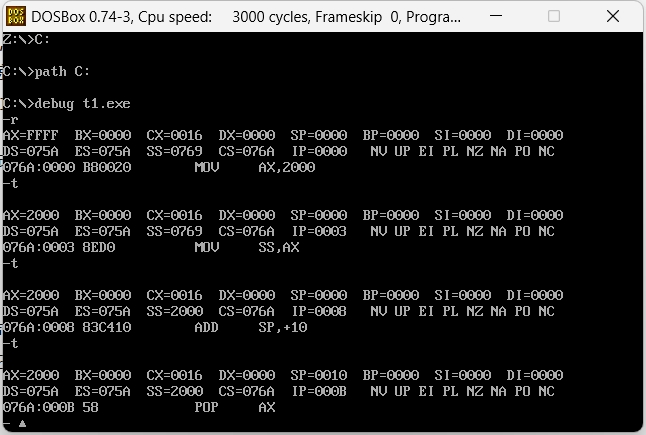 DOSBox 0.74-3, Cpu speed: 3000 cycles, Frameskip 0, Progra...
Z:\>C:
C:\>path C:
C:\>debug t1.exe
-r
AX=FFFF BX=0000 CX=0016 DX=0000 SP=0000 BP=0000 SI=0000 DI=0000
DS=075A ES=075A SS=0769 CS=076A IP=0000 NV UP EI PL NZ NA PO NC
076A:0000 B80020 MOV AX,2000
-t
AX=2000 BX=0000 CX=0016 DX=0000 SP=0000 BP=0000 SI=0000 DI=0000
DS=075A ES=075A SS=0769 CS=076A IP=0003 NV UP EI PL NZ NA PO NC
076A:0003 8ED0 MOV SS,AX
-t
AX=2000 BX=0000 CX=0016 DX=0000 SP=0000 BP=0000 SI=0000 DI=0000
DS=075A ES=075A SS=2000 CS=076A IP=0008 NV UP EI PL NZ NA PO NC
076A:0008 83C410 ADD SP,+10
-t
AX=2000 BX=0000 CX=0016 DX=0000 SP=0010 BP=0000 SI=0000 DI=0000
DS=075A ES=075A SS=2000 CS=076A IP=000B NV UP EI PL NZ NA PO NC
076A:000B 58 POP AX
-